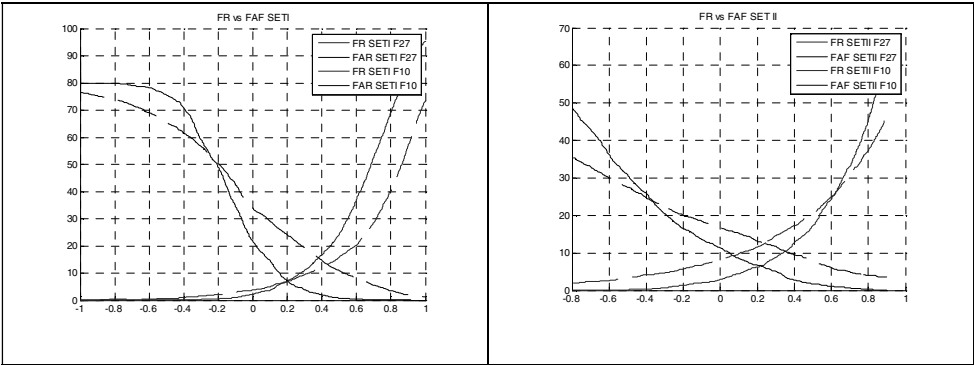 FR vs FAF SETI
100
90
80
70
60
50
40
30
20
10
0
-1 -0.8 -0.6 -0.4 -0.2 0 0.2 0.4 0.6 0.8 1
FR SETI F27
FAR SETI F27
FR SETI F10
FAR SETI F10
FR vs FAF SET II
70
60
50
40
30
20
10
0
-0.8 -0.6 -0.4 -0.2 0 0.2 0.4 0.6 0.8 1
FR SETII F27
FAF SETII F27
FR SETII F10
FAF SETII F10